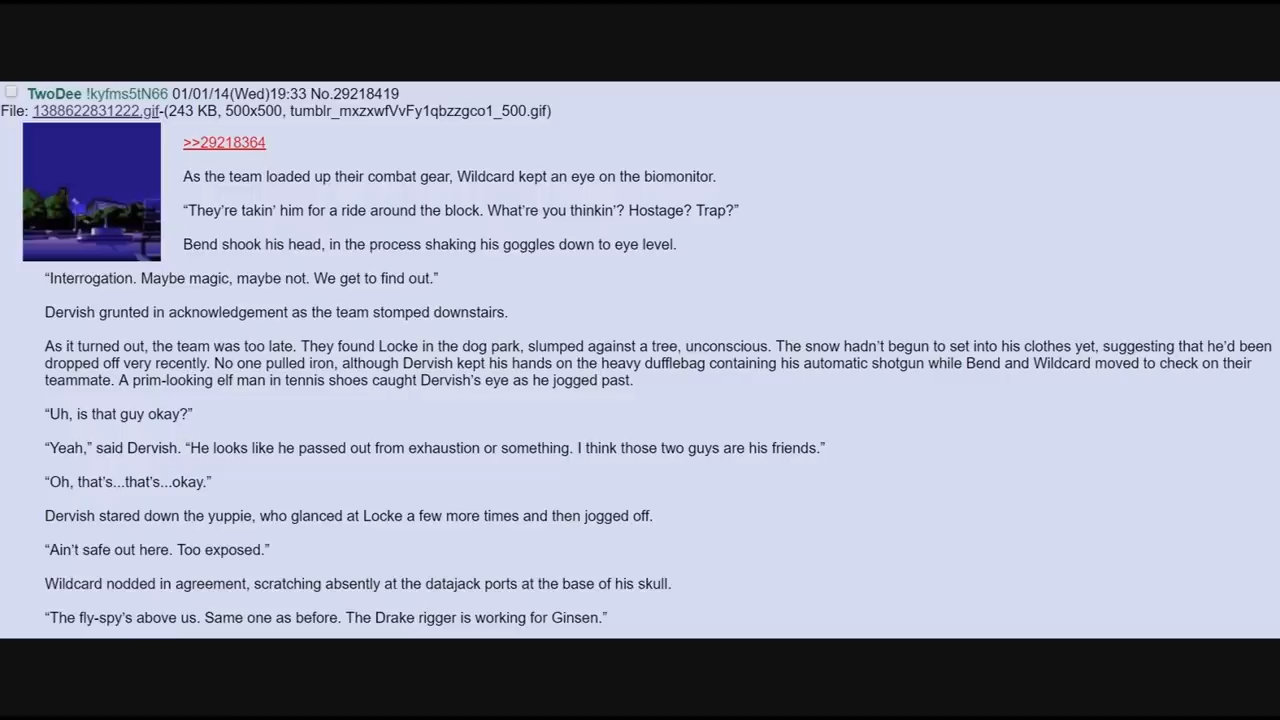 TwoDee !kyfms5tN66 01/01/14(Wed)19:33 No.29218419
File: 1388622831222.gif-(243 KB, 500x500, tumblr_mxzxwfVvFy1qbzzgco1_500.gif)
>>29218364
As the team loaded up their combat gear, Wildcard kept an eye on the biomonitor.
“They’re takin’ him for a ride around the block. What’re you thinkin’? Hostage? Trap?”
Bend shook his head, in the process shaking his goggles down to eye level.
“Interrogation. Maybe magic, maybe not. We get to find out.”
Dervish grunted in acknowledgement as the team stomped downstairs.
As it turned out, the team was too late. They found Locke in the dog park, slumped against a tree, unconscious. The snow hadn’t begun to set into his clothes yet, suggesting that he’d been
dropped off very recently. No one pulled iron, although Dervish kept his hands on the heavy dufflebag containing his automatic shotgun while Bend and Wildcard moved to check on their
teammate. A prim-looking elf man in tennis shoes caught Dervish’s eye as he jogged past.
“Uh, is that guy okay?”
“Yeah,” said Dervish. “He looks like he passed out from exhaustion or something. I think those two guys are his friends.”
“Oh, that’s...that’s...okay.”
Dervish stared down the yuppie, who glanced at Locke a few more times and then jogged off.
“Ain’t safe out here. Too exposed.”
Wildcard nodded in agreement, scratching absently at the datajack ports at the base of his skull.
“The fly-spy’s above us. Same one as before. The Drake rigger is working for Ginsen.”